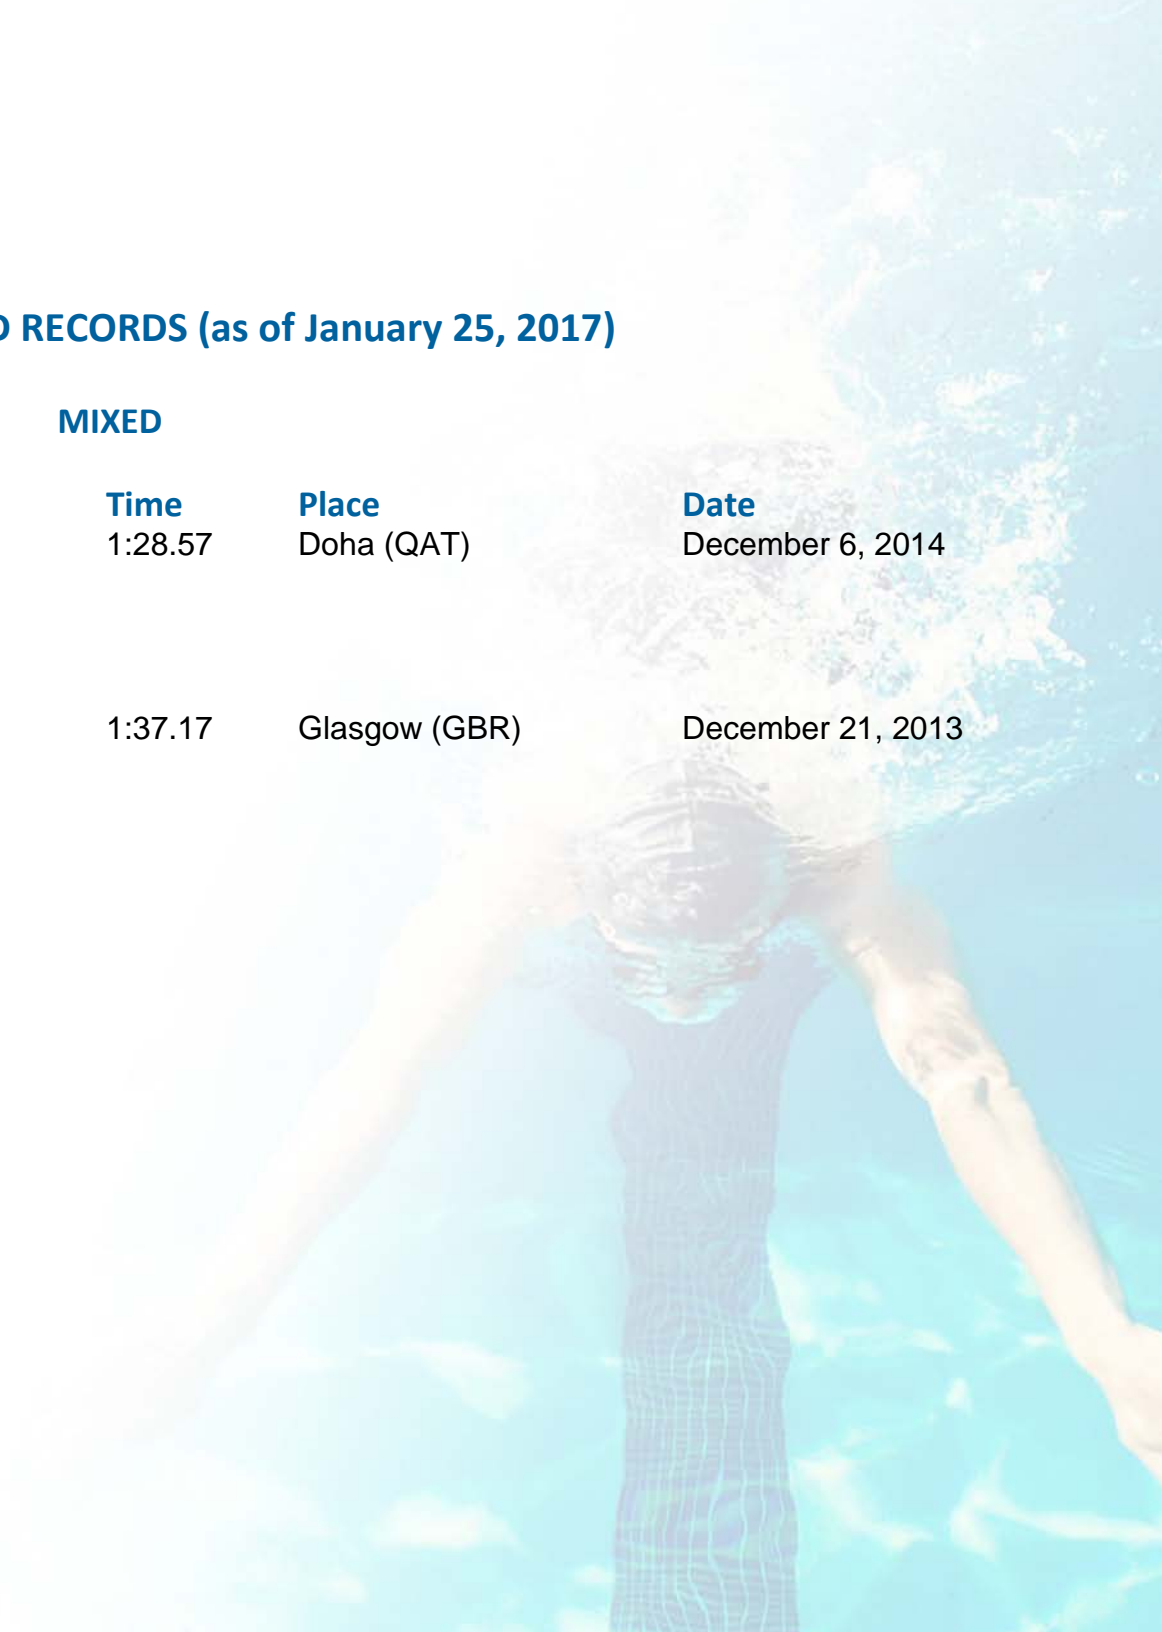 RECORDS (as of January 25, 2017)
MIXED
Time Place Date
1:28.57 Doha (QAT) December 6, 2014
1:37.17 Glasgow (GBR) December 21, 2013